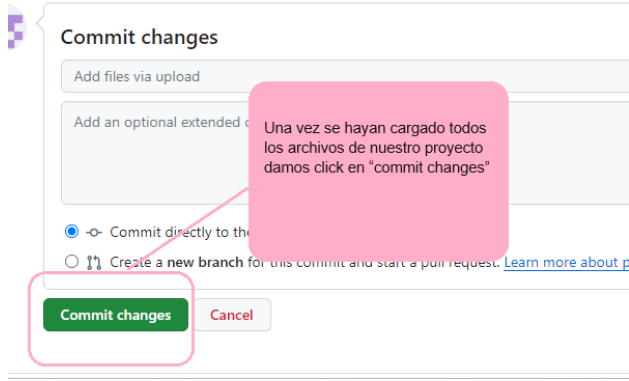 Commit changes
Add files via upload
Add an optional extended
Una vez se hayan cargado todos
los archivos de nuestro proyecto
damos click en “commit changes”
Commit directly to the
Create a new branch for this commit and start a pull request. Learn more about p
Commit changes
Cancel